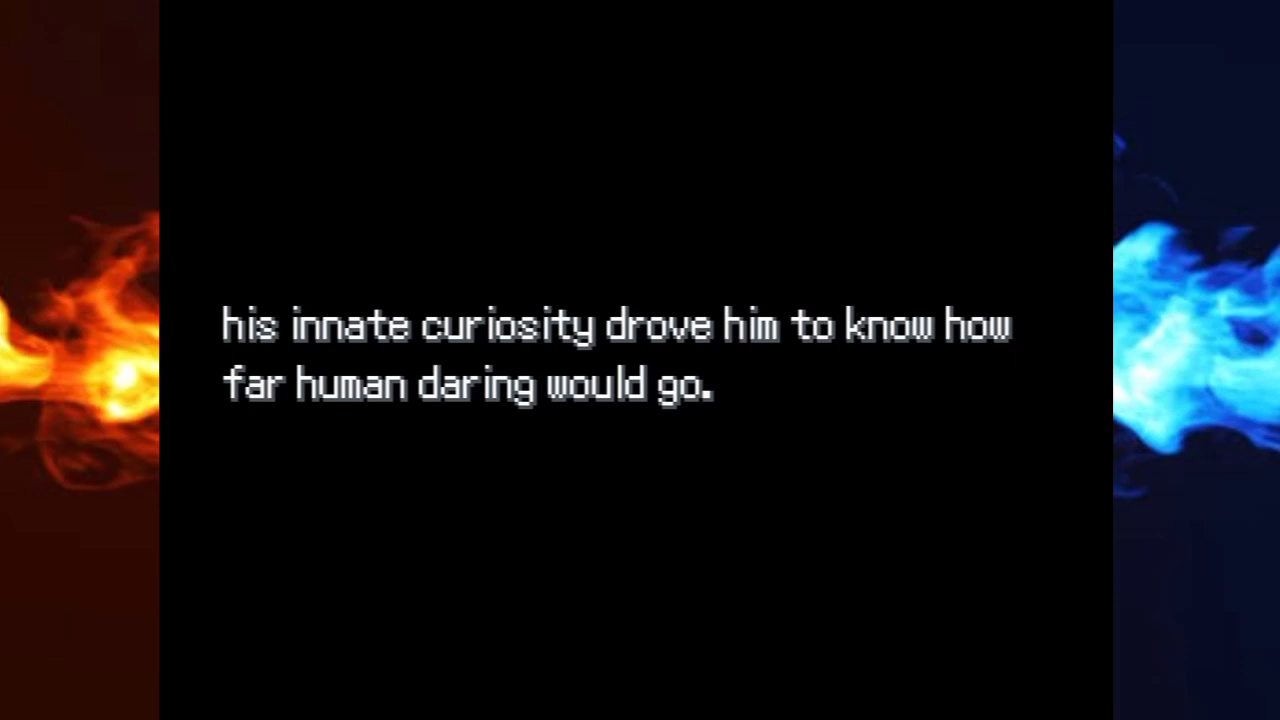 his innate curiosity drove him to know how
far human daring would go.